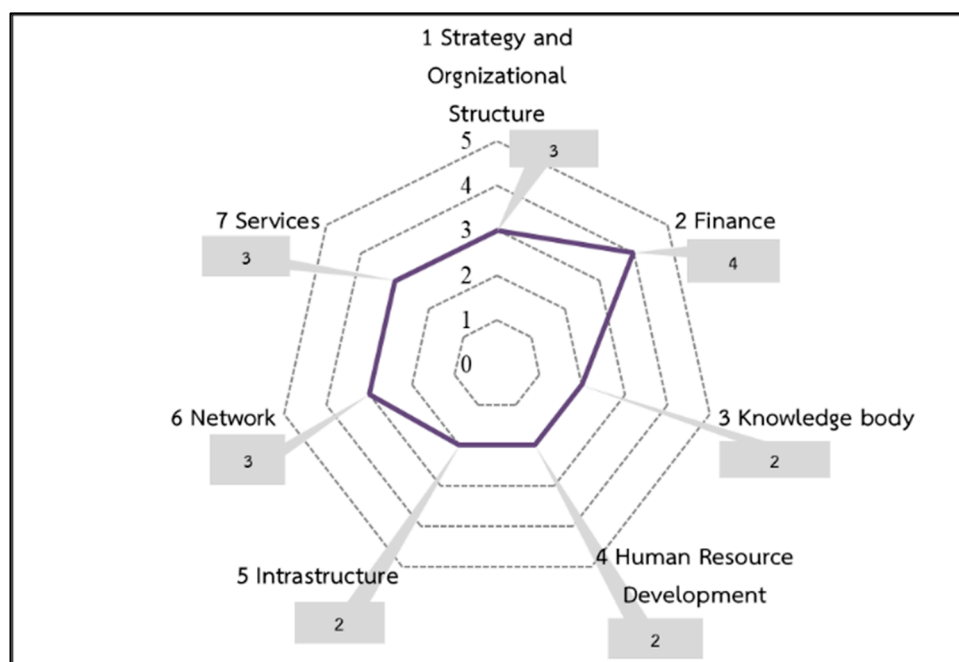 1 Strategy and
Orgnizational
Structure
5
3
4
7 Services
2 Finance
3
3
4
2
1
0
6 Network
3 Knowledge body
3
2
4 Human Resource
5 Intrastructure
Development
2
2